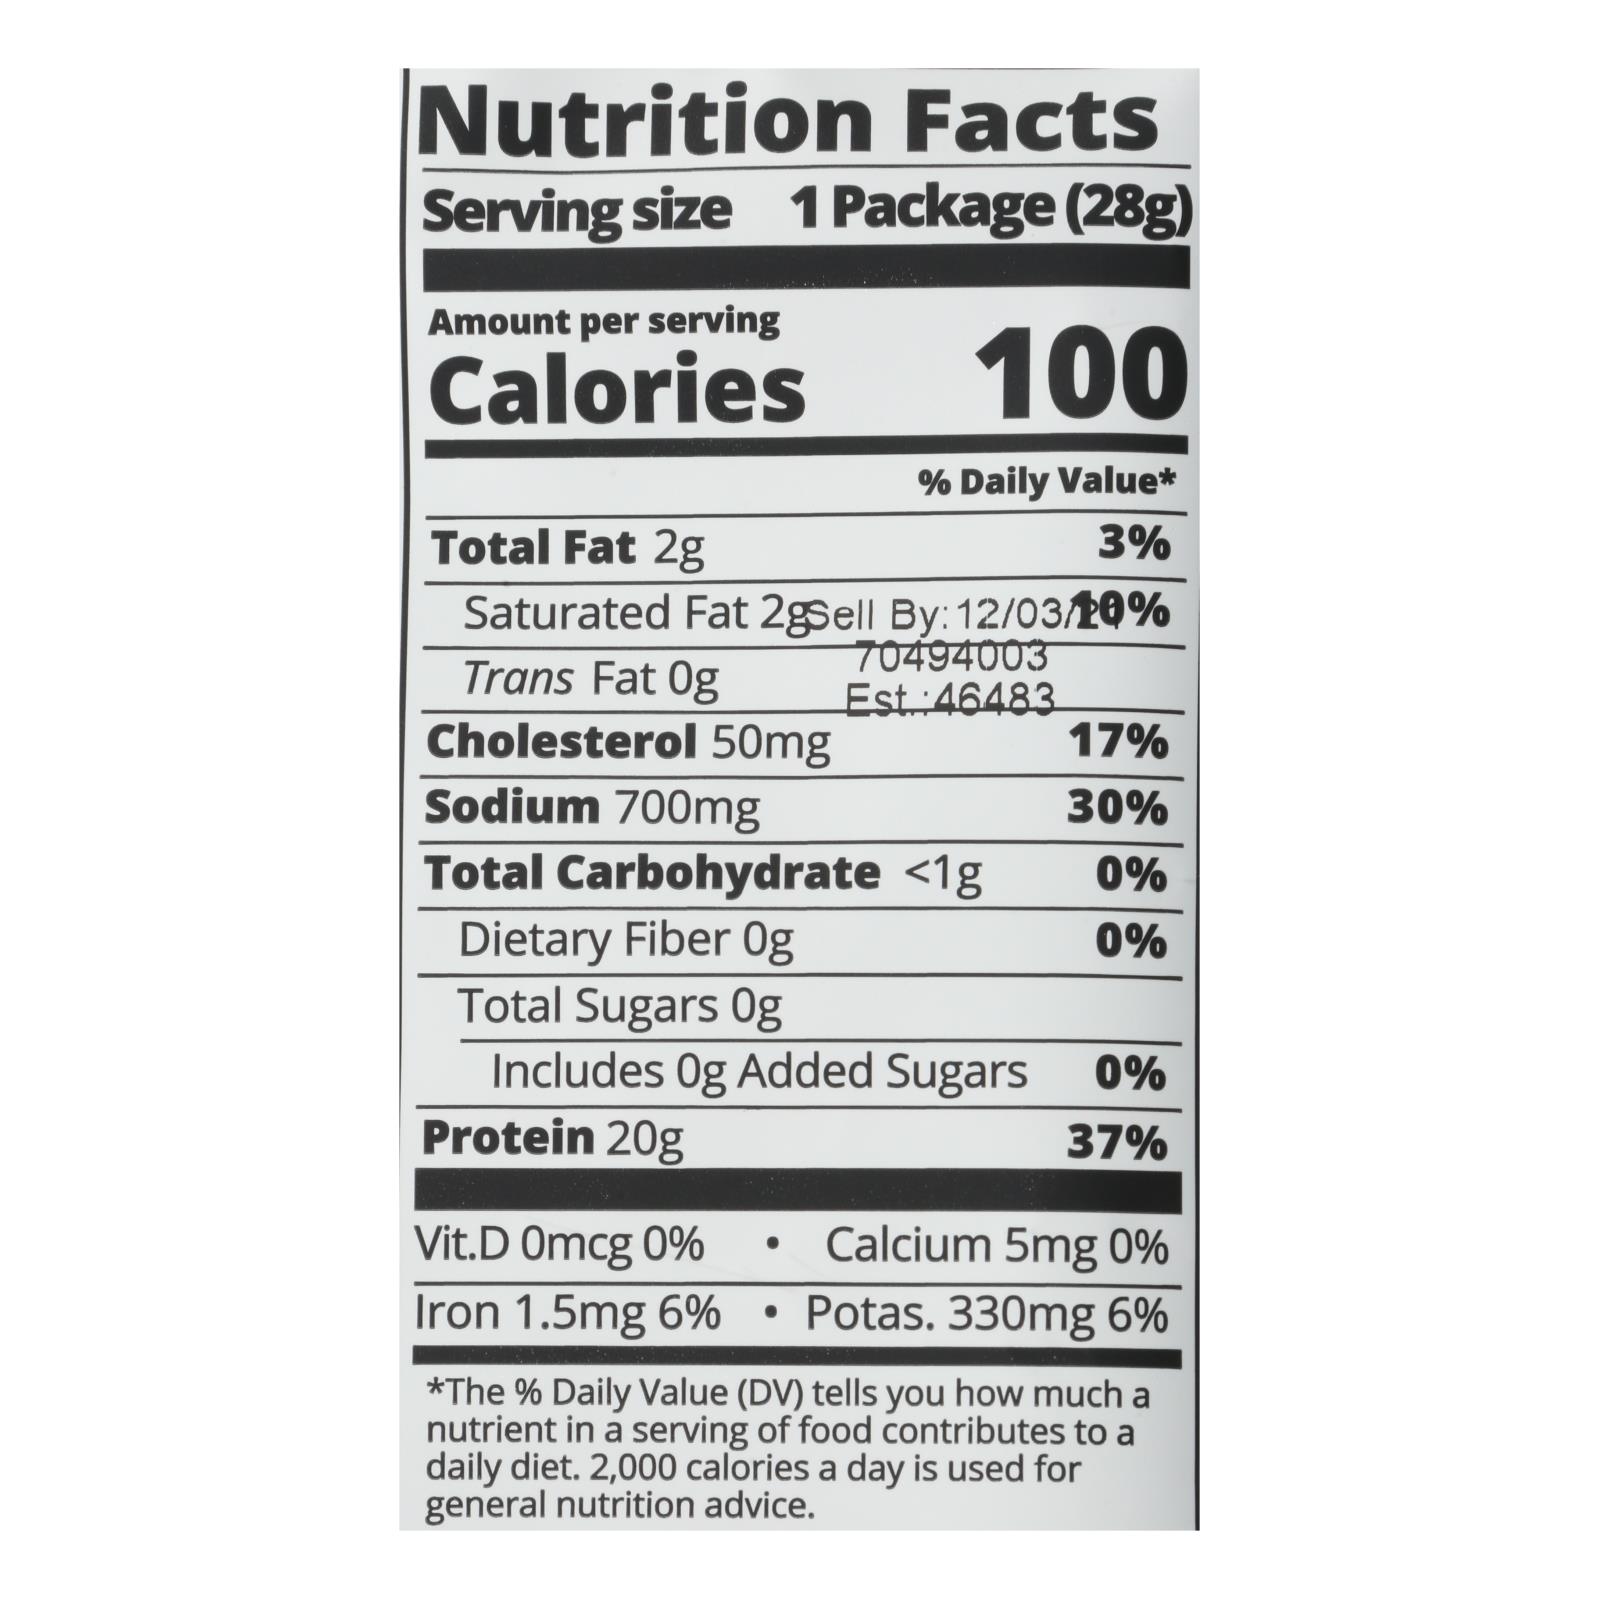 Nutrition Facts
Serving size 1 Package (28g)
Amount per serving
Calories 100
% Daily Value*
Total Fat 2g 3%
Saturated Fat 2g 10%
Sell By: 12/03/
70494003
Est.:46483
Trans Fat 0g
Cholesterol 50mg 17%
Sodium 700mg 30%
Total Carbohydrate <1g 0%
Dietary Fiber 0g 0%
Total Sugars 0g
Includes 0g Added Sugars 0%
Protein 20g 37%
Vit.D 0mcg 0% • Calcium 5mg 0%
Iron 1.5mg 6% • Potas. 330mg 6%
*The % Daily Value (DV) tells you how much a
nutrient in a serving of food contributes to a
daily diet. 2,000 calories a day is used for
general nutrition advice.